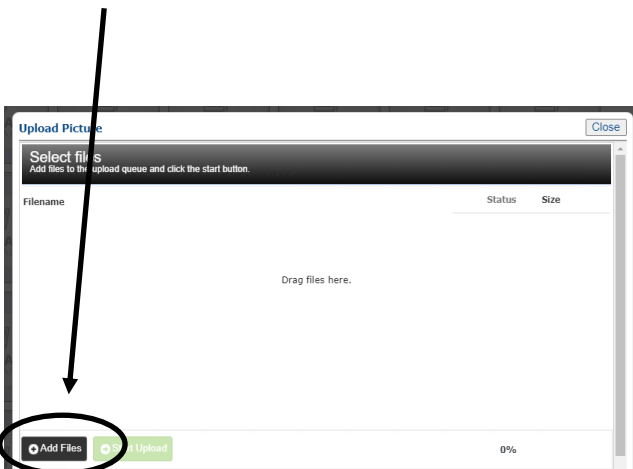 Upload Picture
Close
Select files
Add files to the upload queue and click the start button.
Filename Status Size
Drag files here.
Add Files Start Upload 0%